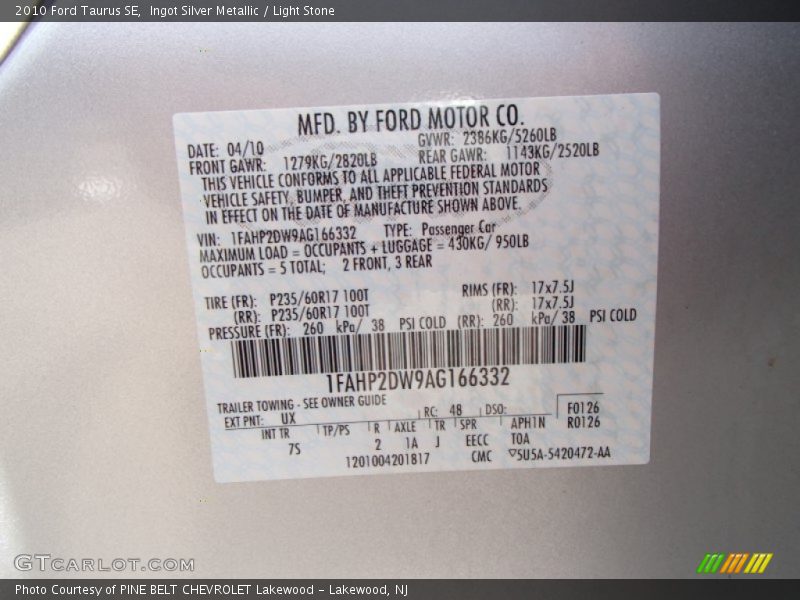 2010 Ford Taurus SE,  Ingot Silver Metallic / Light Stone
MFD. BY FORD MOTOR CO.
DATE: 04/10 GVWR: 2386KG/5260LB
FRONT GAWR: 1279KG/2820LB REAR GAWR: 1143KG/2520LB
THIS VEHICLE CONFORMS TO ALL APPLICABLE FEDERAL MOTOR
VEHICLE SAFETY, BUMPER, AND THEFT PREVENTION STANDARDS
IN EFFECT ON THE DATE OF MANUFACTURE SHOWN ABOVE.
VIN: 1FAHP2DW9AG166332 TYPE: Passenger Car
MAXIMUM LOAD = OCCUPANTS + LUGGAGE = 430KG/ 950LB
OCCUPANTS = 5 TOTAL; 2 FRONT, 3 REAR
TIRE (FR): P235/60R17 100T RIMS (FR): 17x7.5J
(RR): P235/60R17 100T (RR): 17x7.5J
PRESSURE (FR): 260 kPa/ 38 PSI COLD (RR): 260 kPa/ 38 PSI COLD
1FAHP2DW9AG166332
TRAILER TOWING - SEE OWNER GUIDE
EXT PNT: UX RC: 48 DSO: F0126
R0126
INT TR TP/PS R AXLE TR SPR APH1N
7S 2 1A J EECC TOA
1201004201817 CMC ▽5U5A-5420472-AA
GTCARLOT.COM
Photo Courtesy of PINE BELT CHEVROLET Lakewood - Lakewood, NJ